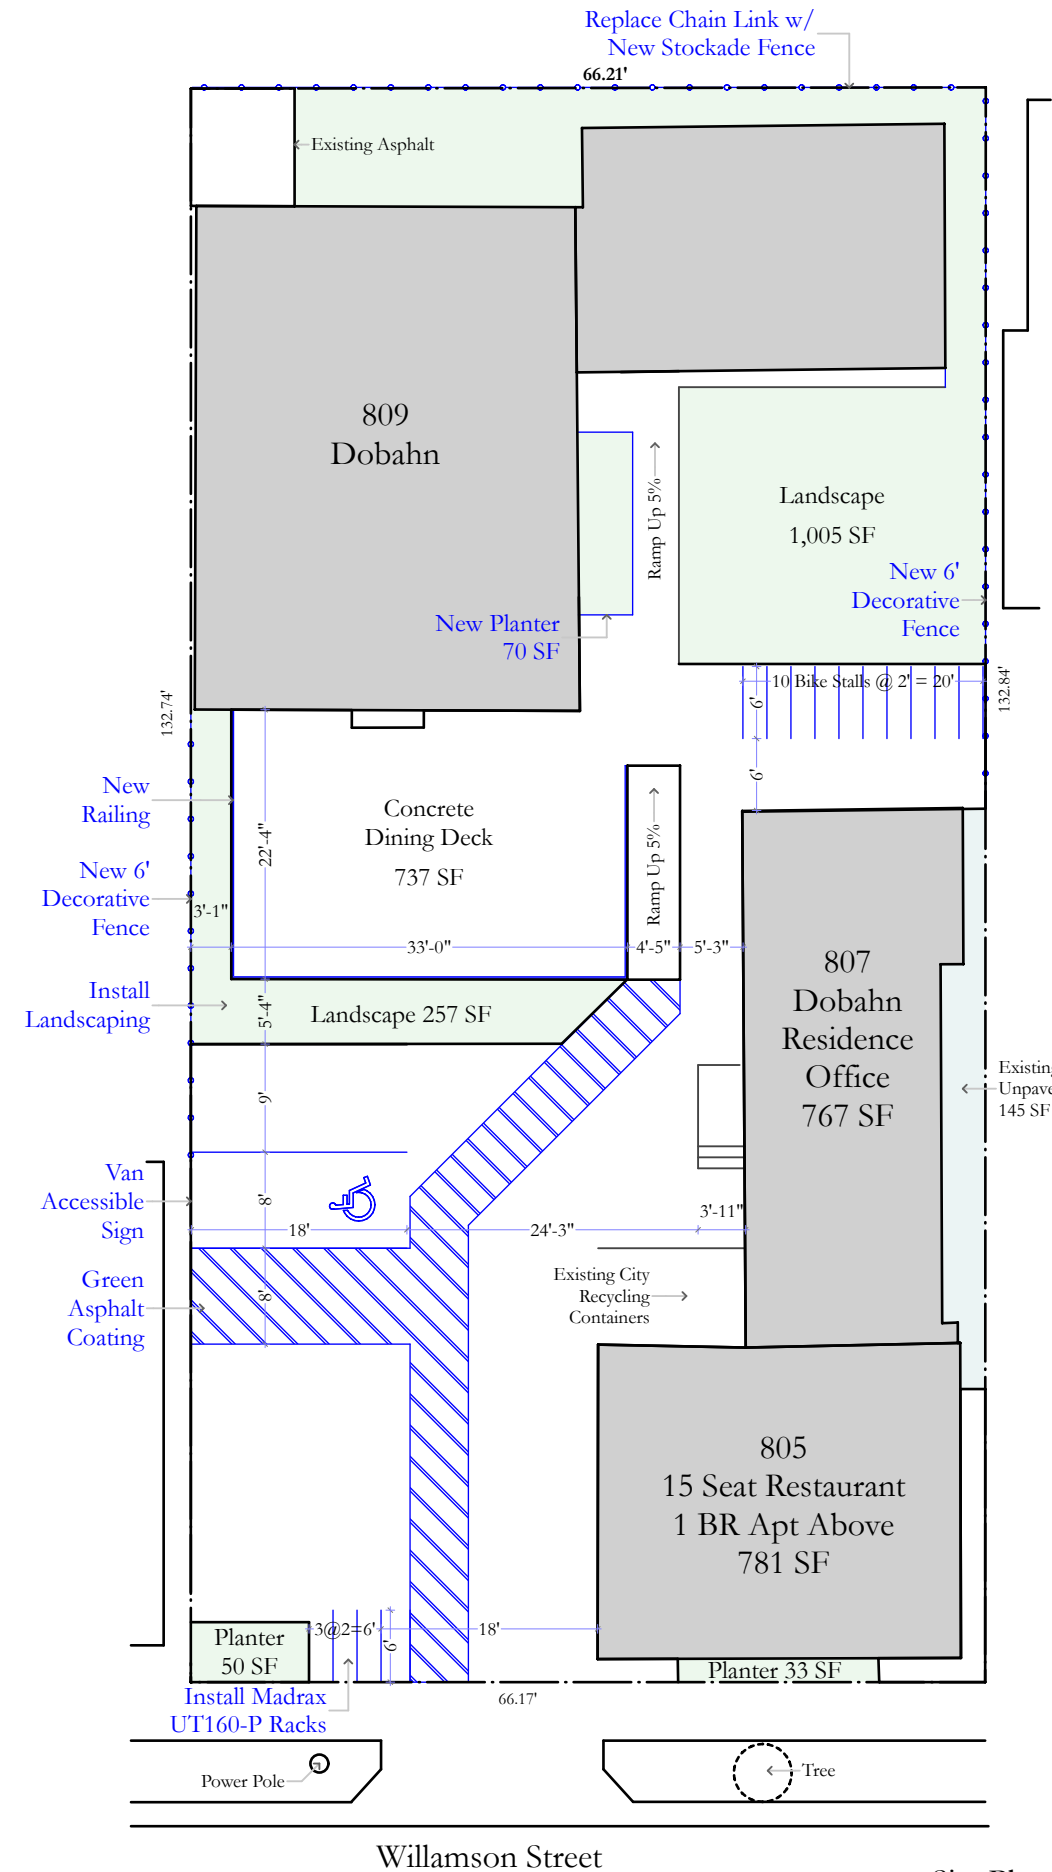 Replace Chain Link w/
New Stockade Fence
66.21'
Existing Asphalt
809
Dobahn
Ramp Up 5%
Landscape
1,005 SF
New 6'
Decorative
Fence
New Planter
70 SF
10 Bike Stalls @ 2' = 20'
6'
132.74'
132.84'
6'
New
Railing
22'-4"
Concrete
Dining Deck
737 SF
Ramp Up 5%
New 6'
Decorative
Fence
3'-1"
33'-0"
4'-5"
5'-3"
807
Dobahn
Residence
Office
767 SF
Install
Landscaping
5'-4"
Landscape 257 SF
9'
Existing
Unpave
145 SF
Van
Accessible
Sign
8'
18'
24'-3"
3'-11"
Green
Asphalt
Coating
8'
Existing City
Recycling
Containers
805
15 Seat Restaurant
1 BR Apt Above
781 SF
3@2=6'
6'
18'
Planter
50 SF
Planter 33 SF
Install Madrax
UT160-P Racks
66.17'
Power Pole
Tree
Willamson Street